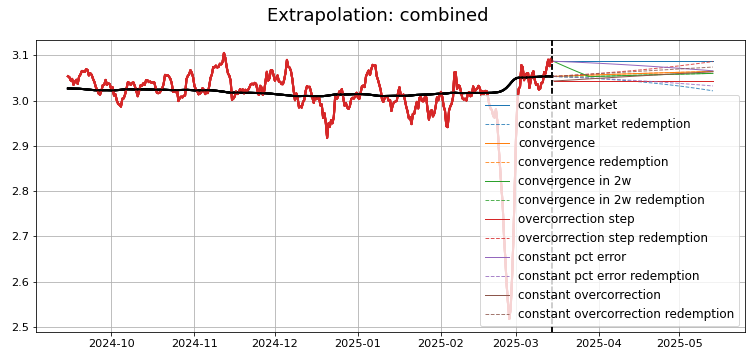 Extrapolation: combined
3.1
3.0
2.9
2.8
2.7
2.6
2.5
constant market
constant market redemption
convergence
convergence redemption
convergence in 2w
convergence in 2w redemption
overcorrection step
overcorrection step redemption
constant pct error
constant pct error redemption
constant overcorrection
constant overcorrection redemption
2024-10
2024-11
2024-12
2025-01
2025-02
2025-03
2025-04
2025-05